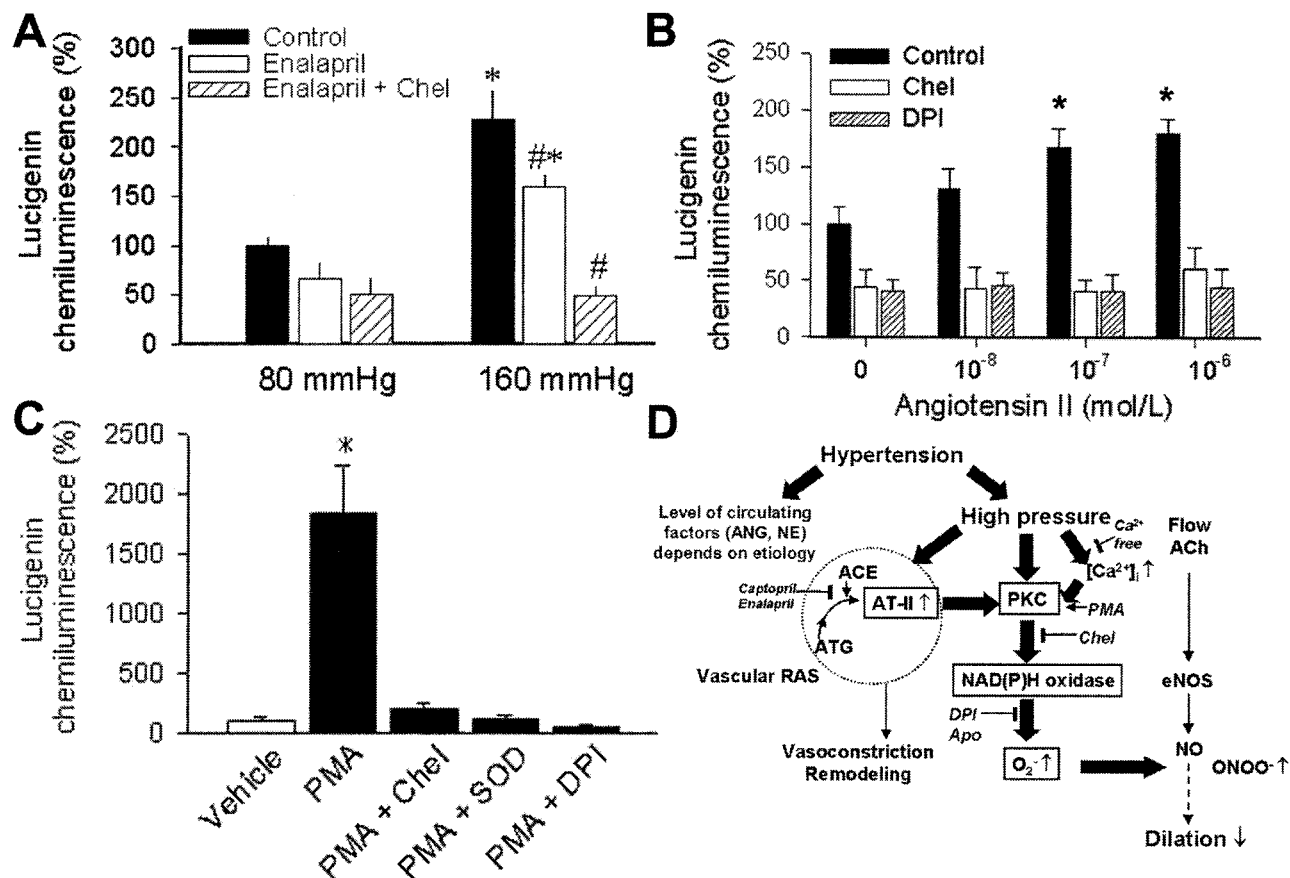 A
Lucigenin
chemiluminescence (%)
300
250
200
150
100
50
0
Control
Enalapril
Enalapril + Chel
*
#*
#
80 mmHg
160 mmHg
B
Lucigenin
chemiluminescence (%)
250
200
150
100
50
0
Control
Chel
DPI
*
*
0
10⁻⁸
10⁻⁷
10⁻⁶
Angiotensin II (mol/L)
C
Lucigenin
chemiluminescence (%)
2500
2000
1500
1000
500
0
*
Vehicle
PMA
PMA + Chel
PMA + SOD
PMA + DPI
D
Hypertension
Level of circulating
factors (ANG, NE)
depends on etiology
High pressure
Ca²⁺
free
[Ca²⁺]ᵢ ↑
Flow
ACh
Captopril
Enalapril
ACE
AT-II ↑
ATG
Vascular RAS
PKC
PMA
Chel
NAD(P)H oxidase
eNOS
DPI
Apo
O₂⁻ ↑
NO
ONOO⁻ ↑
Vasoconstriction
Remodeling
Dilation ↓